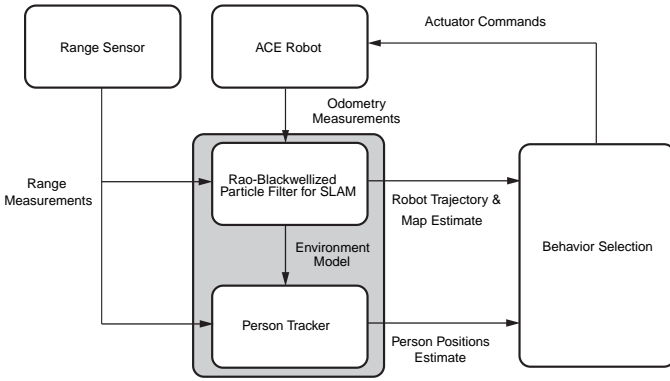 Actuator Commands
Range Sensor
ACE Robot
Odometry
Measurements
Range
Measurements
Rao-Blackwellized
Particle Filter for SLAM
Robot Trajectory &
Map Estimate
Environment
Model
Behavior Selection
Person Tracker
Person Positions
Estimate